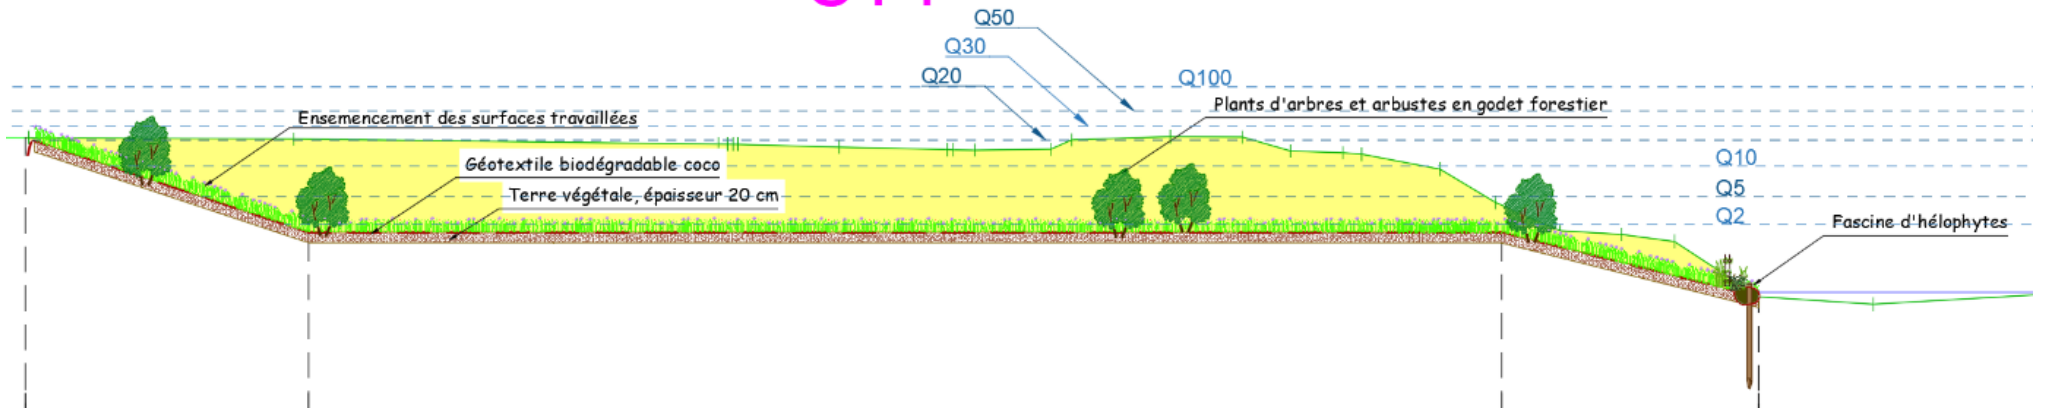 Q50
Q30
Q20
Q100
Plants d'arbres et arbustes en godet forestier
Ensemencement des surfaces travaillées
Géotextile biodégradable coco
Q10
Terre végétale, épaisseur 20 cm
Q5
Q2
Fascine d'hélophytes